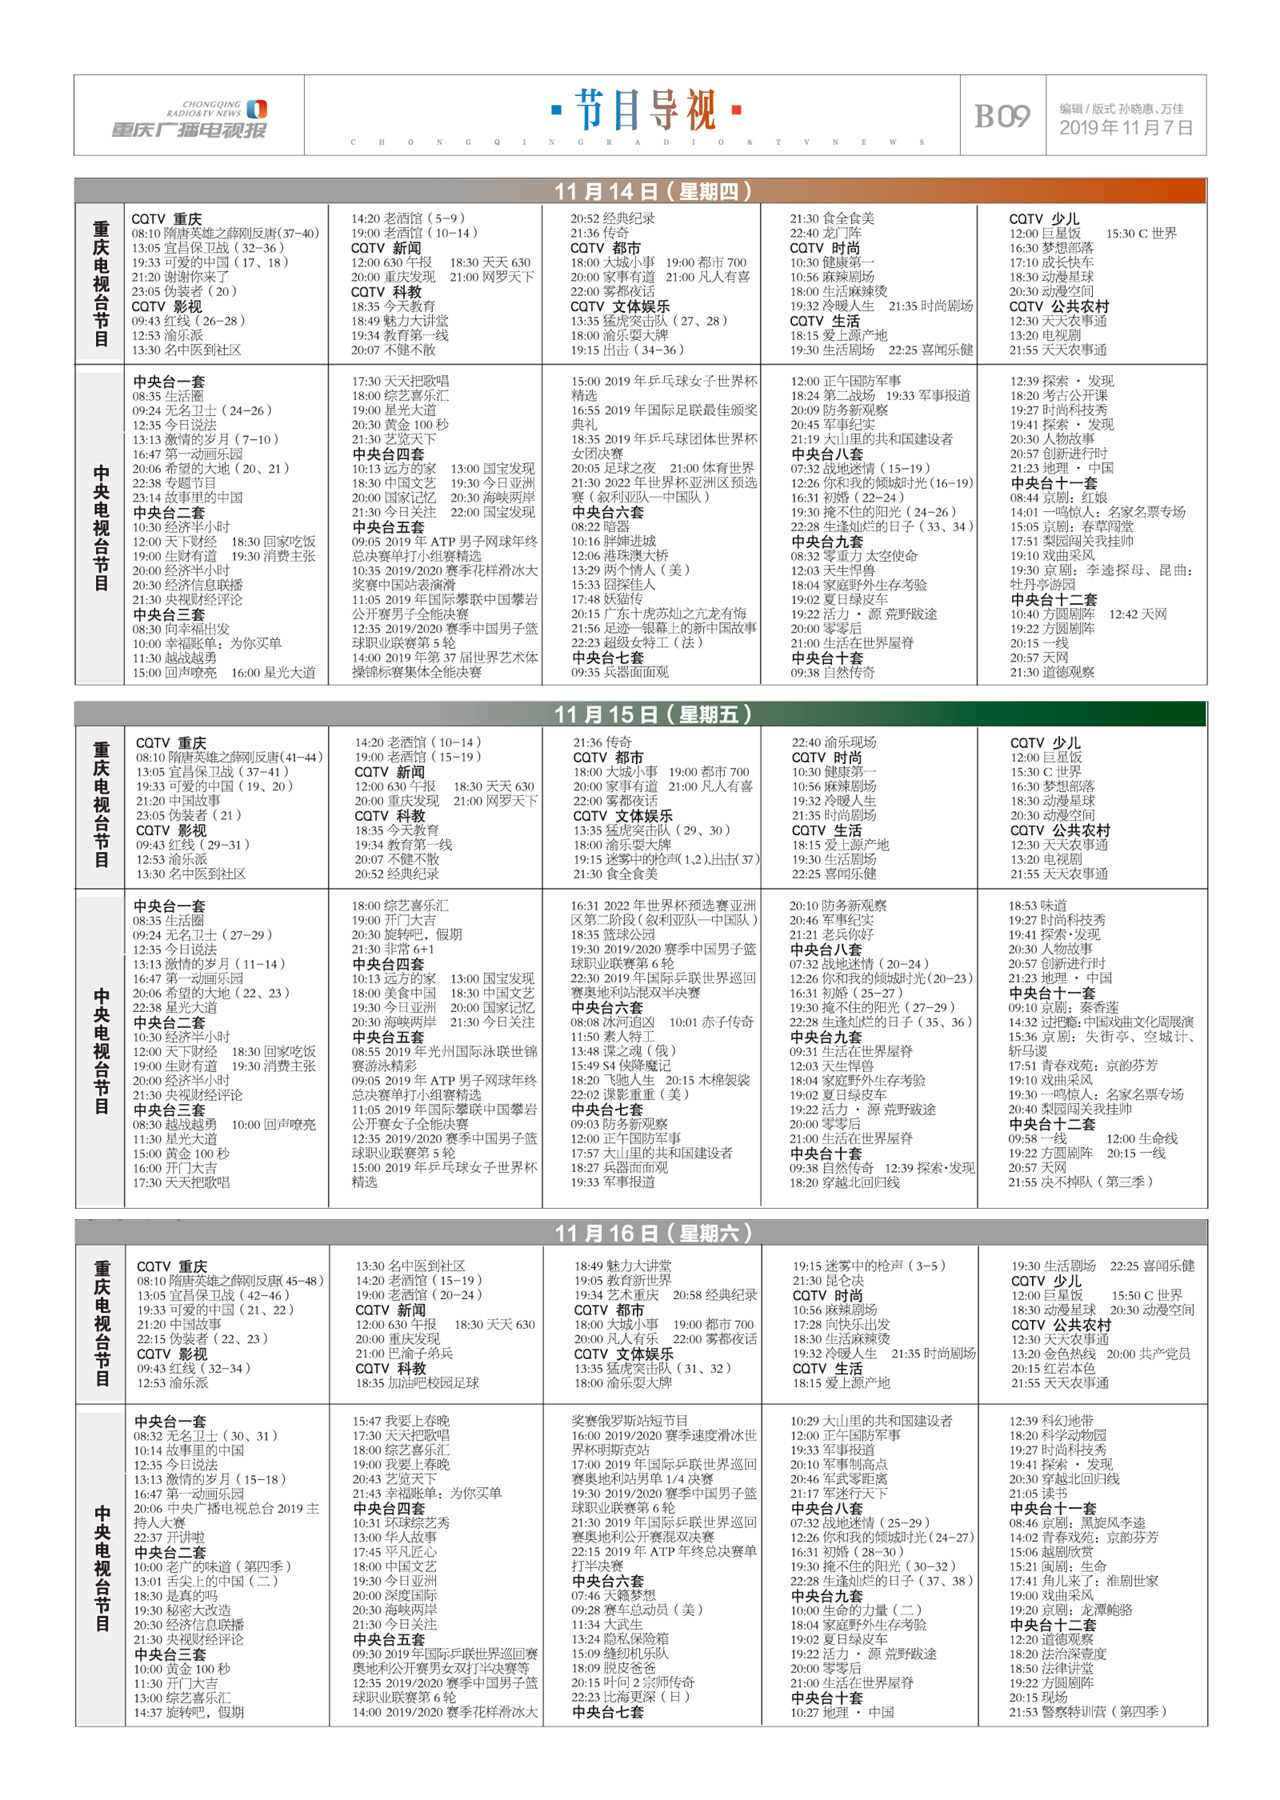 CHONGQING
RADIO&TV NEWS
重庆广播电视报
节目导视
CHONGQINGRADIO&TVNEWS
B09
编辑/版式 孙晓惠、万佳
2019年11月7日
11月14日（星期四）
重庆电视台节目
CQTV 重庆
08:10 隋唐英雄之薛刚反唐(37-40)
13:05 宜昌保卫战（32-36）
19:33 可爱的中国（17、18）
21:20 谢谢你来了
23:05 伪装者（20）
CQTV 影视
09:43 红线（26-28）
12:53 渝乐派
13:30 名中医到社区
14:20 老酒馆（5-9）
19:00 老酒馆（10-14）
CQTV 新闻
12:00 630 午报 18:30 天天 630
20:00 重庆发现 21:00 网罗天下
CQTV 科教
18:35 今天教育
18:49 魅力大讲堂
19:34 教育第一线
20:07 不健不散
20:52 经典纪录
21:36 传奇
CQTV 都市
18:00 大城小事 19:00 都市 700
20:00 家事有道 21:00 凡人有喜
22:00 雾都夜话
CQTV 文体娱乐
13:35 猛虎突击队（27、28）
18:00 渝乐耍大牌
19:15 出击（34-36）
21:30 食全食美
22:40 龙门阵
CQTV 时尚
10:30 健康第一
10:56 麻辣剧场
18:00 生活麻辣烫
19:32 冷暖人生 21:35 时尚剧场
CQTV 生活
18:15 爱上源产地
19:30 生活剧场 22:25 喜闻乐健
CQTV 少儿
12:00 巨星饭 15:30 C 世界
16:30 梦想部落
17:10 成长快车
18:30 动漫星球
20:30 动漫空间
CQTV 公共农村
12:30 天天农事通
13:20 电视剧
21:55 天天农事通
中央电视台节目
中央台一套
08:35 生活圈
09:24 无名卫士（24-26）
12:35 今日说法
13:13 激情的岁月（7-10）
16:47 第一动画乐园
20:06 希望的大地（20、21）
22:38 专题节目
23:14 故事里的中国
中央台二套
10:30 经济半小时
12:00 天下财经 18:30 回家吃饭
19:00 生财有道 19:30 消费主张
20:00 经济半小时
20:30 经济信息联播
21:30 央视财经评论
中央台三套
08:30 向幸福出发
10:00 幸福账单：为你买单
11:30 越战越勇
15:00 回声嘹亮 16:00 星光大道
17:30 天天把歌唱
18:00 综艺喜乐汇
19:00 星光大道
20:30 黄金 100 秒
21:30 艺览天下
中央台四套
10:13 远方的家 13:00 国宝发现
18:30 中国文艺 19:30 今日亚洲
20:00 国家记忆 20:30 海峡两岸
21:30 今日关注 22:00 国宝发现
中央台五套
09:05 2019 年 ATP 男子网球年终
总决赛单打小组赛精选
10:35 2019/2020 赛季花样滑冰大
奖赛中国站表演滑
11:05 2019 年国际攀联中国攀岩
公开赛男子全能决赛
12:35 2019/2020 赛季中国男子篮
球职业联赛第 5 轮
14:00 2019 年第 37 届世界艺术体
操锦标赛集体全能决赛
15:00 2019 年乒乓球女子世界杯
精选
16:55 2019 年国际足联最佳颁奖
典礼
18:35 2019 年乒乓球团体世界杯
女团决赛
20:05 足球之夜 21:00 体育世界
21:30 2022 年世界杯亚洲区预选
赛（叙利亚队—中国队）
中央台六套
08:22 暗器
10:16 胖婶进城
12:06 港珠澳大桥
13:29 两个情人（美）
15:33 囧探佳人
17:48 妖猫传
20:15 广东十虎苏灿之亢龙有悔
21:56 足迹—银幕上的新中国故事
22:23 超级女特工（法）
中央台七套
09:35 兵器面面观
12:00 正午国防军事
18:24 第二战场 19:33 军事报道
20:09 防务新观察
20:45 军事纪实
21:19 大山里的共和国建设者
中央台八套
07:32 战地迷情（15-19）
12:26 你和我的倾城时光(16-19)
16:31 初婚（22-24）
19:30 掩不住的阳光（24-26）
22:28 生逢灿烂的日子（33、34）
中央台九套
08:32 零重力 太空使命
12:03 天生悍兽
18:04 家庭野外生存考验
19:02 夏日绿皮车
19:22 活力 · 源 荒野跋途
20:00 零零后
21:00 生活在世界屋脊
中央台十套
09:38 自然传奇
12:39 探索 · 发现
18:20 考古公开课
19:27 时尚科技秀
19:41 探索 · 发现
20:30 人物故事
20:57 创新进行时
21:23 地理 · 中国
中央台十一套
08:44 京剧：红娘
14:01 一鸣惊人：名家名票专场
15:05 京剧：春草闯堂
17:51 梨园闯关我挂帅
19:10 戏曲采风
19:30 京剧：李逵探母、昆曲：
牡丹亭游园
中央台十二套
10:40 方圆剧阵 12:42 天网
19:22 方圆剧阵
20:15 一线
20:57 天网
21:30 道德观察
11月15日（星期五）
重庆电视台节目
CQTV 重庆
08:10 隋唐英雄之薛刚反唐(41-44)
13:05 宜昌保卫战（37-41）
19:33 可爱的中国（19、20）
21:20 中国故事
23:05 伪装者（21）
CQTV 影视
09:43 红线（29-31）
12:53 渝乐派
13:30 名中医到社区
14:20 老酒馆（10-14）
19:00 老酒馆（15-19）
CQTV 新闻
12:00 630 午报 18:30 天天 630
20:00 重庆发现 21:00 网罗天下
CQTV 科教
18:35 今天教育
19:34 教育第一线
20:07 不健不散
20:52 经典纪录
21:36 传奇
CQTV 都市
18:00 大城小事 19:00 都市 700
20:00 家事有道 21:00 凡人有喜
22:00 雾都夜话
CQTV 文体娱乐
13:35 猛虎突击队（29、30）
18:00 渝乐耍大牌
19:15 迷雾中的枪声(1、2)、出击(37)
21:30 食全食美
22:40 渝乐现场
CQTV 时尚
10:30 健康第一
10:56 麻辣剧场
19:32 冷暖人生
21:35 时尚剧场
CQTV 生活
18:15 爱上源产地
19:30 生活剧场
22:25 喜闻乐健
CQTV 少儿
12:00 巨星饭
15:30 C 世界
16:30 梦想部落
18:30 动漫星球
20:30 动漫空间
CQTV 公共农村
12:30 天天农事通
13:20 电视剧
21:55 天天农事通
中央电视台节目
中央台一套
08:35 生活圈
09:24 无名卫士（27-29）
12:35 今日说法
13:13 激情的岁月（11-14）
16:47 第一动画乐园
20:06 希望的大地（22、23）
22:38 星光大道
中央台二套
10:30 经济半小时
12:00 天下财经 18:30 回家吃饭
19:00 生财有道 19:30 消费主张
20:00 经济半小时
21:30 央视财经评论
中央台三套
08:30 越战越勇 10:00 回声嘹亮
11:30 星光大道
15:00 黄金 100 秒
16:00 开门大吉
17:30 天天把歌唱
18:00 综艺喜乐汇
19:00 开门大吉
20:30 旋转吧，假期
21:30 非常 6+1
中央台四套
10:13 远方的家 13:00 国宝发现
18:00 美食中国 18:30 中国文艺
19:30 今日亚洲 20:00 国家记忆
20:30 海峡两岸 21:30 今日关注
中央台五套
08:55 2019 年光州国际泳联世锦
赛游泳精彩
09:05 2019 年 ATP 男子网球年终
总决赛单打小组赛精选
11:05 2019 年国际攀联中国攀岩
公开赛女子全能决赛
12:35 2019/2020 赛季中国男子篮
球职业联赛第 5 轮
15:00 2019 年乒乓球女子世界杯
精选
16:31 2022 年世界杯预选赛亚洲
区第二阶段（叙利亚队—中国队）
18:35 篮球公园
19:30 2019/2020 赛季中国男子篮
球职业联赛第 6 轮
22:30 2019 年国际乒联世界巡回
赛奥地利站混双半决赛
中央台六套
08:08 冰河追凶 10:01 赤子传奇
11:50 素人特工
13:48 谍之魂（俄）
15:49 S4 侠降魔记
18:20 飞驰人生 20:15 木棉袈裟
22:02 谍影重重（美）
中央台七套
09:03 防务新观察
12:00 正午国防军事
17:57 大山里的共和国建设者
18:27 兵器面面观
19:33 军事报道
20:10 防务新观察
20:46 军事纪实
21:21 老兵你好
中央台八套
07:32 战地迷情（20-24）
12:26 你和我的倾城时光(20-23)
16:31 初婚（25-27）
19:30 掩不住的阳光（27-29）
22:28 生逢灿烂的日子（35、36）
中央台九套
09:31 生活在世界屋脊
12:03 天生悍兽
18:04 家庭野外生存考验
19:02 夏日绿皮车
19:22 活力 · 源 荒野跋途
20:00 零零后
21:00 生活在世界屋脊
中央台十套
09:38 自然传奇 12:39 探索·发现
18:20 穿越北回归线
18:53 味道
19:27 时尚科技秀
19:41 探索·发现
20:30 人物故事
20:57 创新进行时
21:23 地理 · 中国
中央台十一套
09:10 京剧：秦香莲
14:32 过把瘾：中国戏曲文化周展演
15:36 京剧：失街亭、空城计、
斩马谡
17:51 青春戏苑：京韵芬芳
19:10 戏曲采风
19:30 一鸣惊人：名家名票专场
20:40 梨园闯关我挂帅
中央台十二套
09:58 一线 12:00 生命线
19:22 方圆剧阵 20:15 一线
20:57 天网
21:55 决不掉队（第三季）
11月16日（星期六）
重庆电视台节目
CQTV 重庆
08:10 隋唐英雄之薛刚反唐(45-48)
13:05 宜昌保卫战（42-46）
19:33 可爱的中国（21、22）
21:20 中国故事
22:15 伪装者（22、23）
CQTV 影视
09:43 红线（32-34）
12:53 渝乐派
13:30 名中医到社区
14:20 老酒馆（15-19）
19:00 老酒馆（20-24）
CQTV 新闻
12:00 630 午报 18:30 天天 630
20:00 重庆发现
21:00 巴渝子弟兵
CQTV 科教
18:35 加油吧校园足球
18:49 魅力大讲堂
19:05 教育新世界
19:34 艺术重庆 20:58 经典纪录
CQTV 都市
18:00 大城小事 19:00 都市 700
20:00 凡人有乐 22:00 雾都夜话
CQTV 文体娱乐
13:35 猛虎突击队（31、32）
18:00 渝乐耍大牌
19:15 迷雾中的枪声（3-5）
21:30 昆仑决
CQTV 时尚
10:56 麻辣剧场
17:28 向快乐出发
18:30 生活麻辣烫
19:32 冷暖人生 21:35 时尚剧场
CQTV 生活
18:15 爱上源产地
19:30 生活剧场 22:25 喜闻乐健
CQTV 少儿
12:00 巨星饭 15:50 C 世界
18:30 动漫星球 20:30 动漫空间
CQTV 公共农村
12:30 天天农事通
13:20 金色热线 20:00 共产党员
20:15 红岩本色
21:55 天天农事通
中央电视台节目
中央台一套
08:32 无名卫士（30、31）
10:14 故事里的中国
12:35 今日说法
13:13 激情的岁月（15-18）
16:47 第一动画乐园
20:06 中央广播电视总台 2019 主
持人大赛
22:37 开讲啦
中央台二套
10:00 老广的味道（第四季）
13:01 舌尖上的中国（二）
18:30 是真的吗
19:30 秘密大改造
20:30 经济信息联播
21:30 央视财经评论
中央台三套
10:00 黄金 100 秒
11:30 开门大吉
13:00 综艺喜乐汇
14:37 旋转吧，假期
15:47 我要上春晚
17:30 天天把歌唱
18:00 综艺喜乐汇
19:00 我要上春晚
20:43 艺览天下
21:43 幸福账单：为你买单
中央台四套
10:31 环球综艺秀
13:00 华人故事
17:45 平凡匠心
18:00 中国文艺
19:30 今日亚洲
20:00 深度国际
20:30 海峡两岸
21:30 今日关注
中央台五套
09:30 2019 年国际乒联世界巡回赛
奥地利公开赛男女双打半决赛等
12:35 2019/2020 赛季中国男子篮
球职业联赛第 6 轮
14:00 2019/2020 赛季花样滑冰大
奖赛俄罗斯站短节目
16:00 2019/2020 赛季速度滑冰世
界杯明斯克站
17:00 2019 年国际乒联世界巡回
赛奥地利站男单 1/4 决赛
19:30 2019/2020 赛季中国男子篮
球职业联赛第 6 轮
21:30 2019 年国际乒联世界巡回
赛奥地利公开赛混双决赛
22:15 2019 年 ATP 年终总决赛单
打半决赛
中央台六套
07:46 天籁梦想
09:28 赛车总动员（美）
11:34 大武生
13:24 隐私保险箱
15:09 缝纫机乐队
18:09 脱皮爸爸
20:15 叶问 2 宗师传奇
22:23 比海更深（日）
中央台七套
10:29 大山里的共和国建设者
12:00 正午国防军事
19:33 军事报道
20:10 军事制高点
20:46 军武零距离
21:17 军迷行天下
中央台八套
07:32 战地迷情（25-29）
12:26 你和我的倾城时光(24-27)
16:31 初婚（28-30）
19:30 掩不住的阳光（30-32）
22:28 生逢灿烂的日子（37、38）
中央台九套
10:00 生命的力量（二）
18:04 家庭野外生存考验
19:02 夏日绿皮车
19:22 活力 · 源 荒野跋途
20:00 零零后
21:00 生活在世界屋脊
中央台十套
10:27 地理 · 中国
12:39 科幻地带
18:20 科学动物园
19:27 时尚科技秀
19:41 探索 · 发现
20:30 穿越北回归线
21:05 读书
中央台十一套
08:46 京剧：黑旋风李逵
14:02 青春戏苑：京韵芬芳
15:06 越剧欣赏
15:21 闽剧：生命
17:41 角儿来了：淮剧世家
19:00 戏曲采风
19:20 京剧：龙潭鲍骆
中央台十二套
12:20 道德观察
18:20 法治深壹度
18:50 法律讲堂
19:22 方圆剧阵
20:15 现场
21:53 警察特训营（第四季）